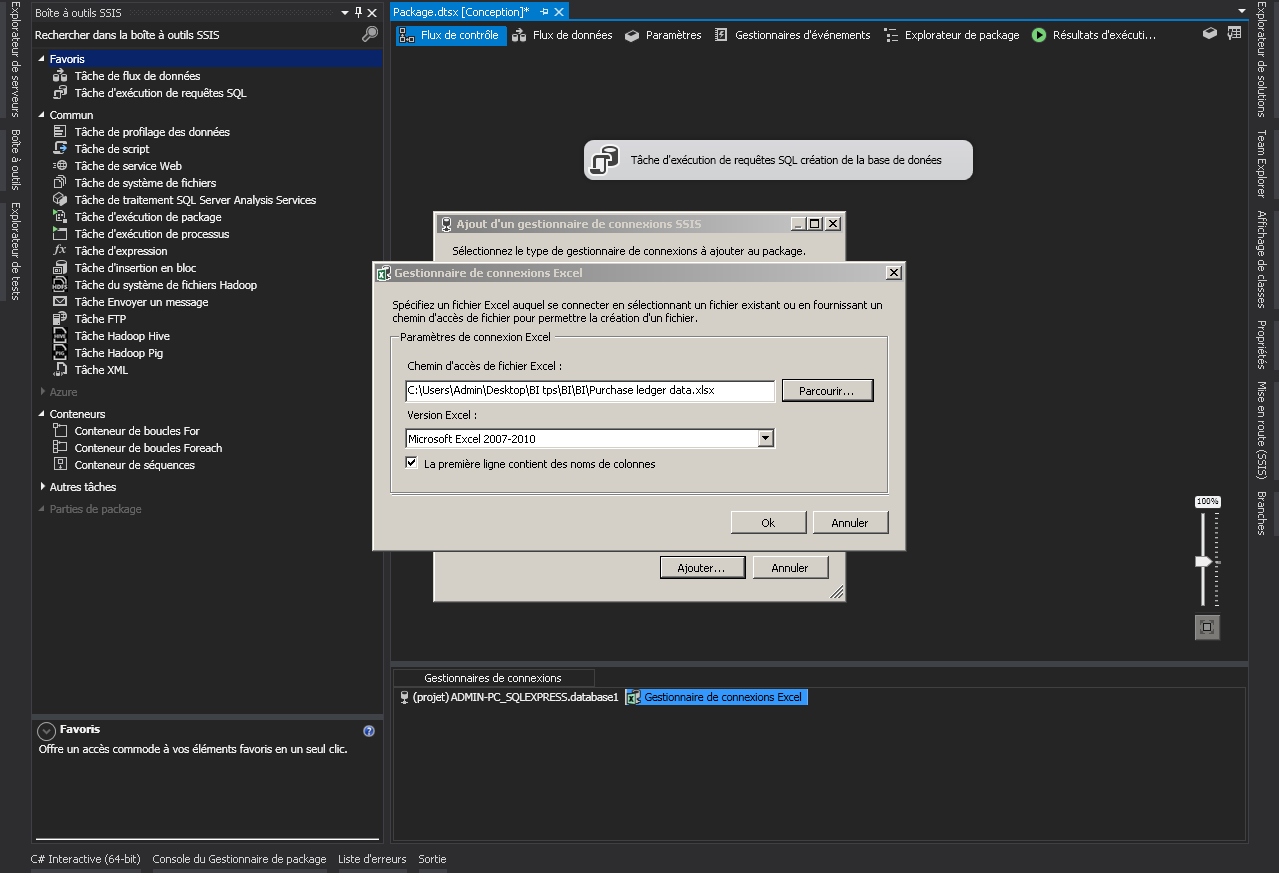 Explorateur de serveurs
Boîte à outils
Explorateur de tests
Boîte à outils SSIS
Rechercher dans la boîte à outils SSIS
Favoris
Tâche de flux de données
Tâche d'exécution de requêtes SQL
Commun
Tâche de profilage des données
Tâche de script
Tâche de service Web
Tâche de système de fichiers
Tâche de traitement SQL Server Analysis Services
Tâche d'exécution de package
Tâche d'exécution de processus
Tâche d'expression
Tâche d'insertion en bloc
Tâche du système de fichiers Hadoop
Tâche Envoyer un message
Tâche FTP
Tâche Hadoop Hive
Tâche Hadoop Pig
Tâche XML
Azure
Conteneurs
Conteneur de boucles For
Conteneur de boucles Foreach
Conteneur de séquences
Autres tâches
Parties de package
Favoris
Offre un accès commode à vos éléments favoris en un seul clic.
Package.dtsx [Conception]*
Flux de contrôle Flux de données Paramètres Gestionnaires d'événements Explorateur de package Résultats d'exécuti...
Tâche d'exécution de requêtes SQL création de la base de donées
Ajout d'un gestionnaire de connexions SSIS
Sélectionnez le type de gestionnaire de connexions à ajouter au package.
Gestionnaire de connexions Excel
Spécifiez un fichier Excel auquel se connecter en sélectionnant un fichier existant ou en fournissant un
chemin d'accès de fichier pour permettre la création d'un fichier.
Paramètres de connexion Excel
Chemin d'accès de fichier Excel :
C:\Users\Admin\Desktop\BI tps\BI\BI\Purchase ledger data.xlsx
Parcourir...
Version Excel :
Microsoft Excel 2007-2010
La première ligne contient des noms de colonnes
Ok Annuler
Ajouter... Annuler
100%
Gestionnaires de connexions
(projet) ADMIN-PC_SQLEXPRESS.database1 Gestionnaire de connexions Excel
Explorateur de solutions
Team Explorer
Affichage de classes
Propriétés
Mise en route (SSIS)
Branches
C# Interactive (64-bit) Console du Gestionnaire de package Liste d'erreurs Sortie